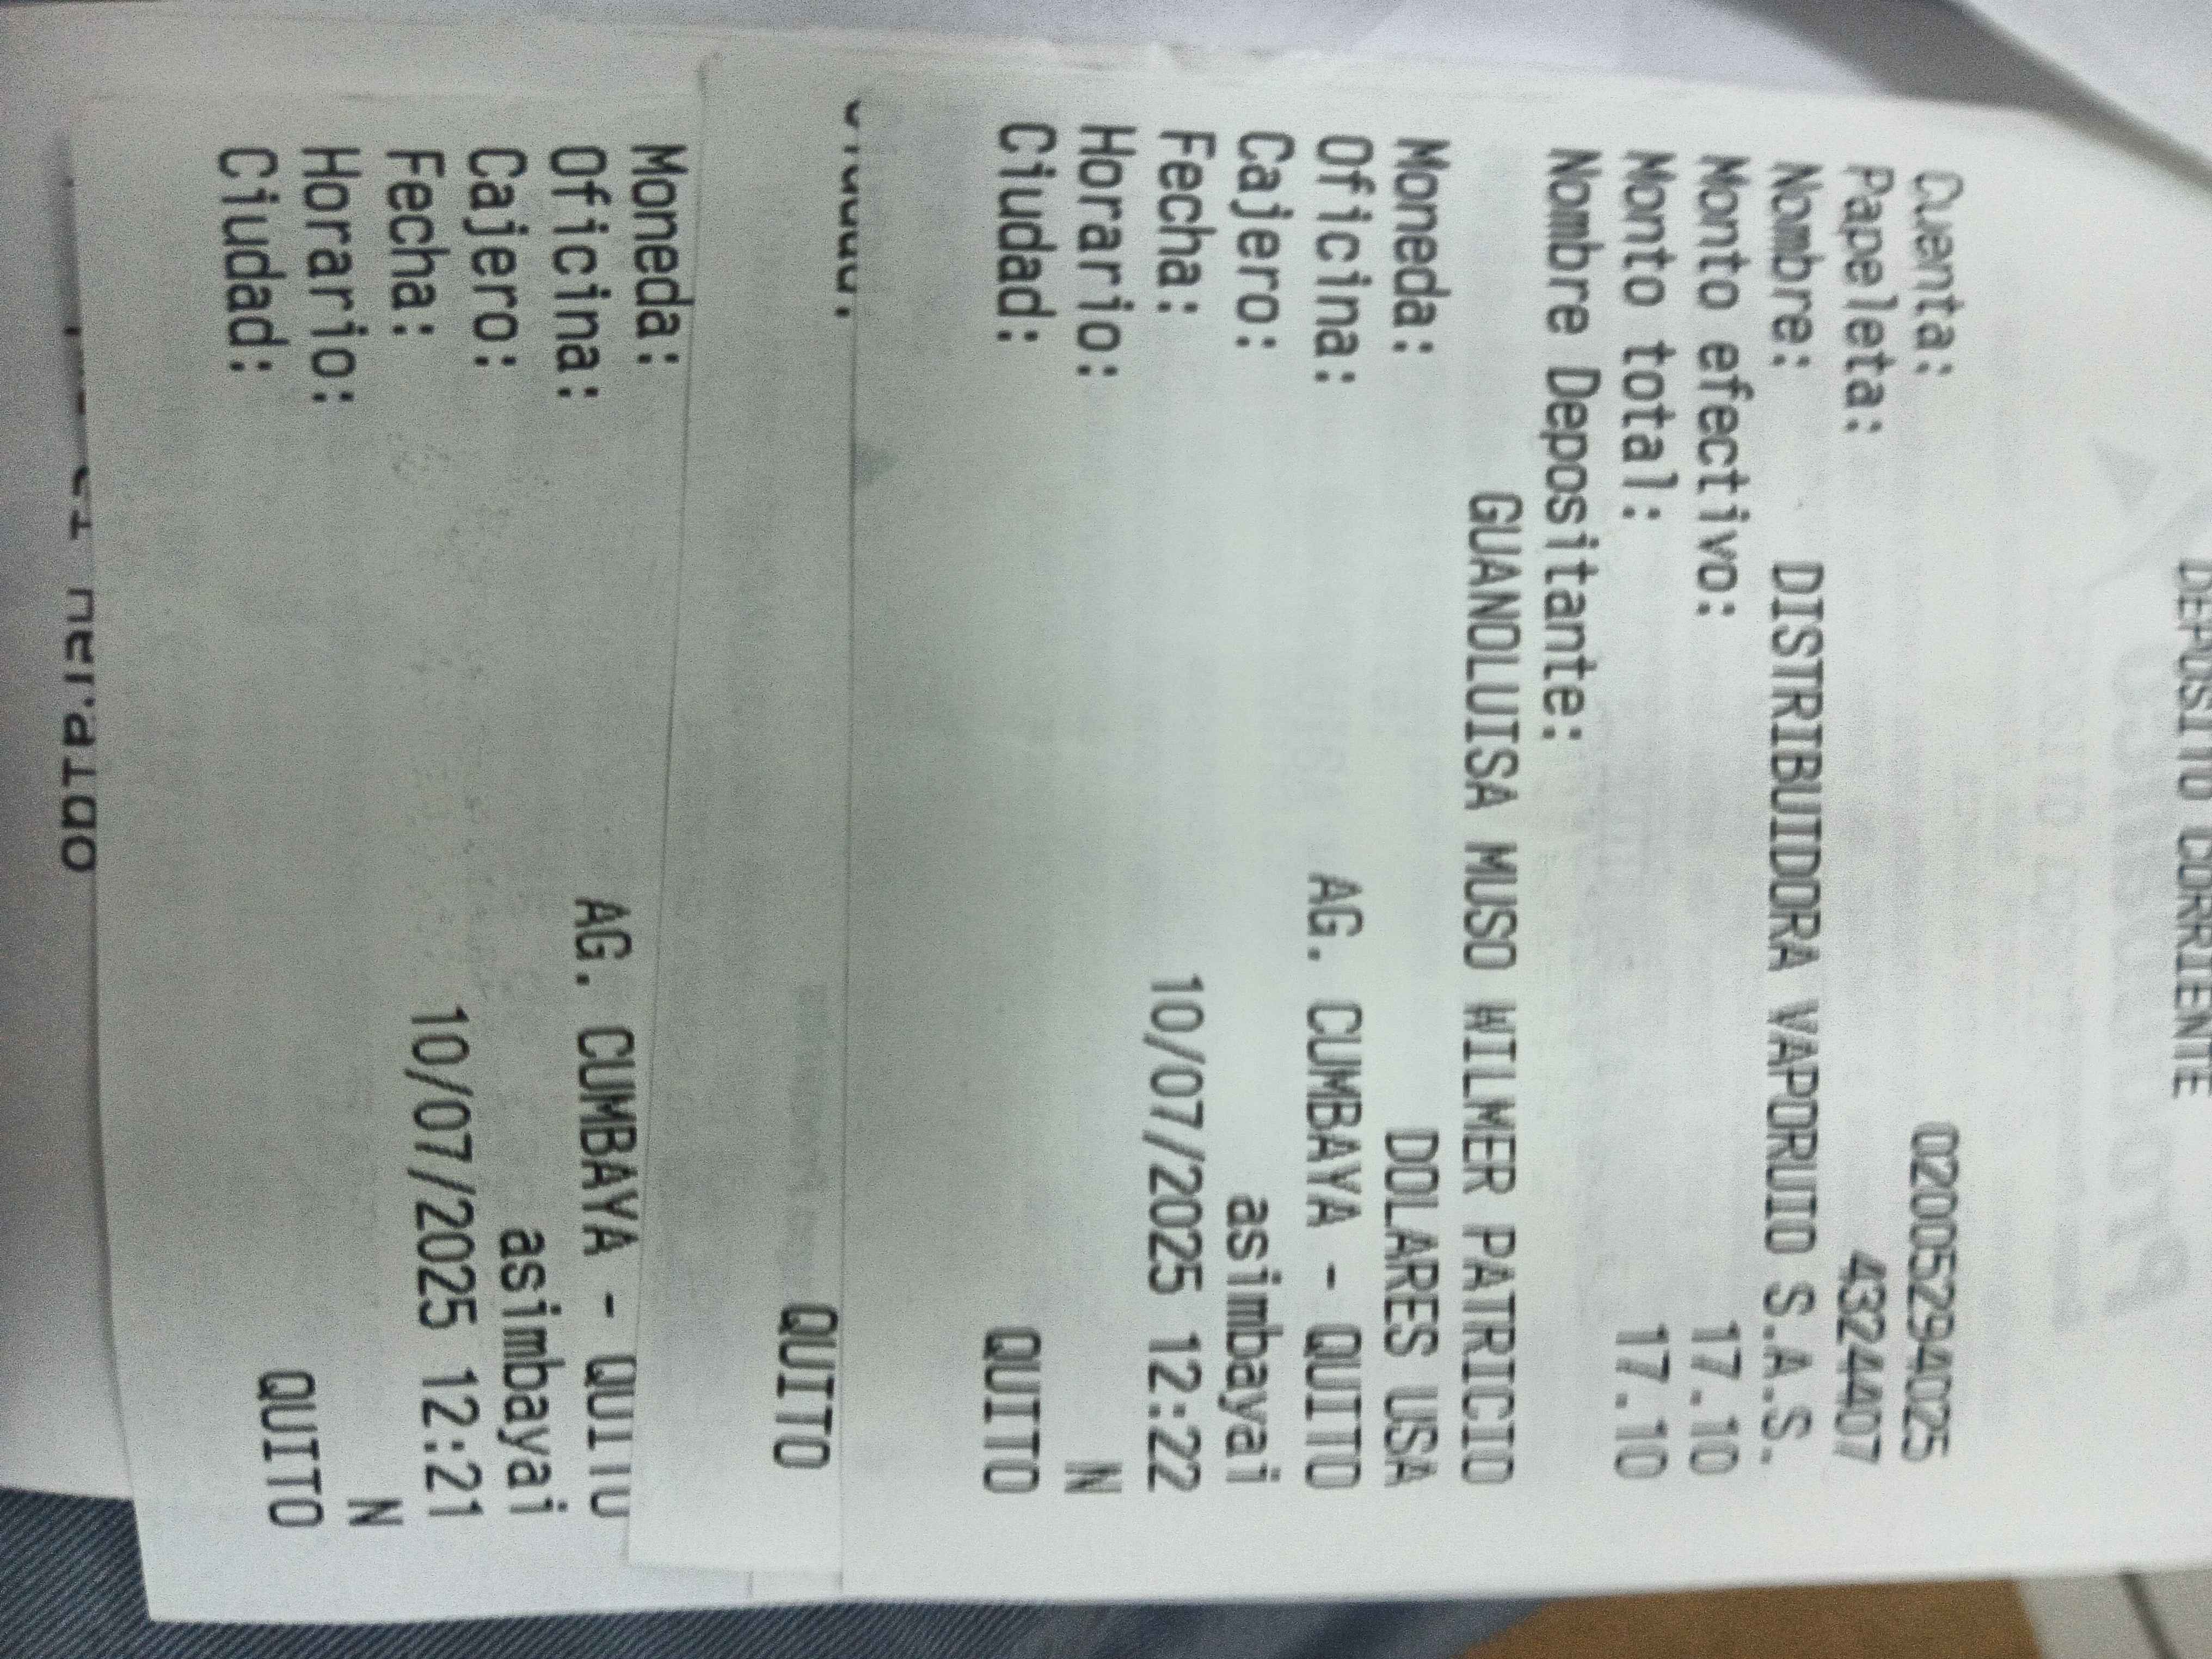 DEPOSITO CORRIENTE
Cuenta: 02005294025
Papeleta: 43244407
Nombre: DISTRIBUIDORA VAPORUIO S.A.S.
Monto efectivo: 17.10
Monto total: 17.10
Nombre Depositante:
GUANOLUISA MUSO WILMER PATRICIO
Moneda: DOLARES USA
Oficina: AG. CUMBAYA - QUITO
Cajero: asimbayai
Fecha: 10/07/2025 12:22
Horario: N
Ciudad: QUITO
QUITO
Moneda:
Oficina: AG. CUMBAYA - QUITO
Cajero: asimbayai
Fecha: 10/07/2025 12:21
Horario: N
Ciudad: QUITO